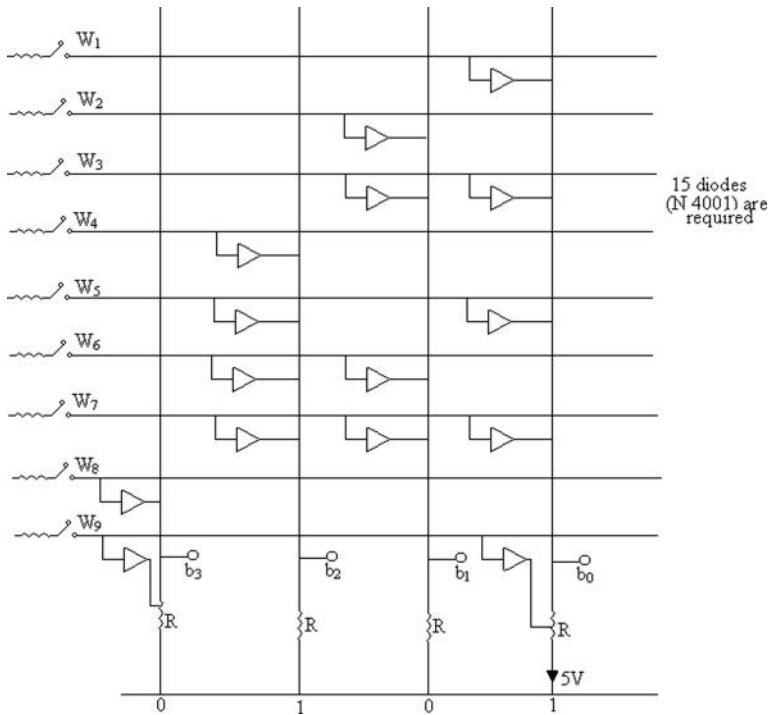 W1
W2
W3
15 diodes
(N 4001) are
required
W4
W5
W6
W7
W8
W9
b3
b2
b1
b0
R
R
R
R
5V
0
1
0
1